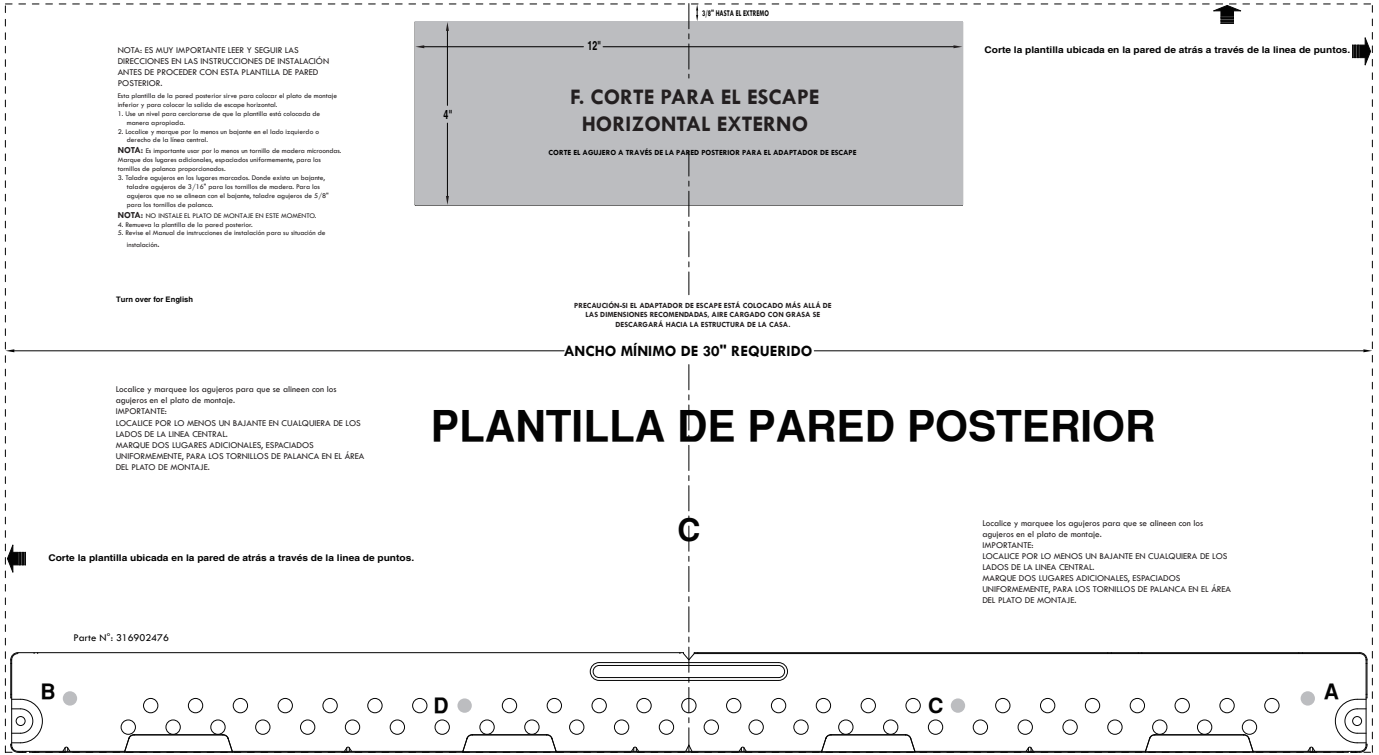 3/8" HASTA EL EXTREMO
NOTA: ES MUY IMPORTANTE LEER Y SEGUIR LAS
DIRECCIONES EN LAS INSTRUCCIONES DE INSTALACIÓN
ANTES DE PROCEDER CON ESTA PLANTILLA DE PARED
POSTERIOR.
Esta plantilla de la pared posterior sirve para colocar el plato de montaje
inferior y para colocar la salida de escape horizontal.
1. Use un nivel para cerciorarse de que la plantilla está colocada de
manera apropiada.
2. Localice y marque por lo menos un bajante en el lado izquierdo o
derecho de la línea central.
NOTA: Es importante usar por lo menos un tornillo de madera microondas.
Marque dos lugares adicionales, espaciados uniformemente, para los
tornillos de palanca proporcionados.
3. Taladre agujeros en los lugares marcados. Donde exista un bajante,
taladre agujeros de 3/16" para los tornillos de madera. Para los
agujeros que no se alinean con el bajante, taladre agujeros de 5/8"
para los tornillos de palanca.
NOTA: NO INSTALE EL PLATO DE MONTAJE EN ESTE MOMENTO.
4. Remueva la plantilla de la pared posterior.
5. Revise el Manual de instrucciones de instalación para su situación de
instalación.
Turn over for English
12"
4"
F. CORTE PARA EL ESCAPE
HORIZONTAL EXTERNO
CORTE EL AGUJERO A TRAVÉS DE LA PARED POSTERIOR PARA EL ADAPTADOR DE ESCAPE
Corte la plantilla ubicada en la pared de atrás a través de la linea de puntos.
PRECAUCIÓN-SI EL ADAPTADOR DE ESCAPE ESTÁ COLOCADO MÁS ALLÁ DE
LAS DIMENSIONES RECOMENDADAS, AIRE CARGADO CON GRASA SE
DESCARGARÁ HACIA LA ESTRUCTURA DE LA CASA.
ANCHO MÍNIMO DE 30" REQUERIDO
Localice y marquee los agujeros para que se alineen con los
agujeros en el plato de montaje.
IMPORTANTE:
LOCALICE POR LO MENOS UN BAJANTE EN CUALQUIERA DE LOS
LADOS DE LA LINEA CENTRAL.
MARQUE DOS LUGARES ADICIONALES, ESPACIADOS
UNIFORMEMENTE, PARA LOS TORNILLOS DE PALANCA EN EL ÁREA
DEL PLATO DE MONTAJE.
PLANTILLA DE PARED POSTERIOR
C
Corte la plantilla ubicada en la pared de atrás a través de la linea de puntos.
Localice y marquee los agujeros para que se alineen con los
agujeros en el plato de montaje.
IMPORTANTE:
LOCALICE POR LO MENOS UN BAJANTE EN CUALQUIERA DE LOS
LADOS DE LA LINEA CENTRAL.
MARQUE DOS LUGARES ADICIONALES, ESPACIADOS
UNIFORMEMENTE, PARA LOS TORNILLOS DE PALANCA EN EL ÁREA
DEL PLATO DE MONTAJE.
Parte N°: 316902476
B
D
C
A